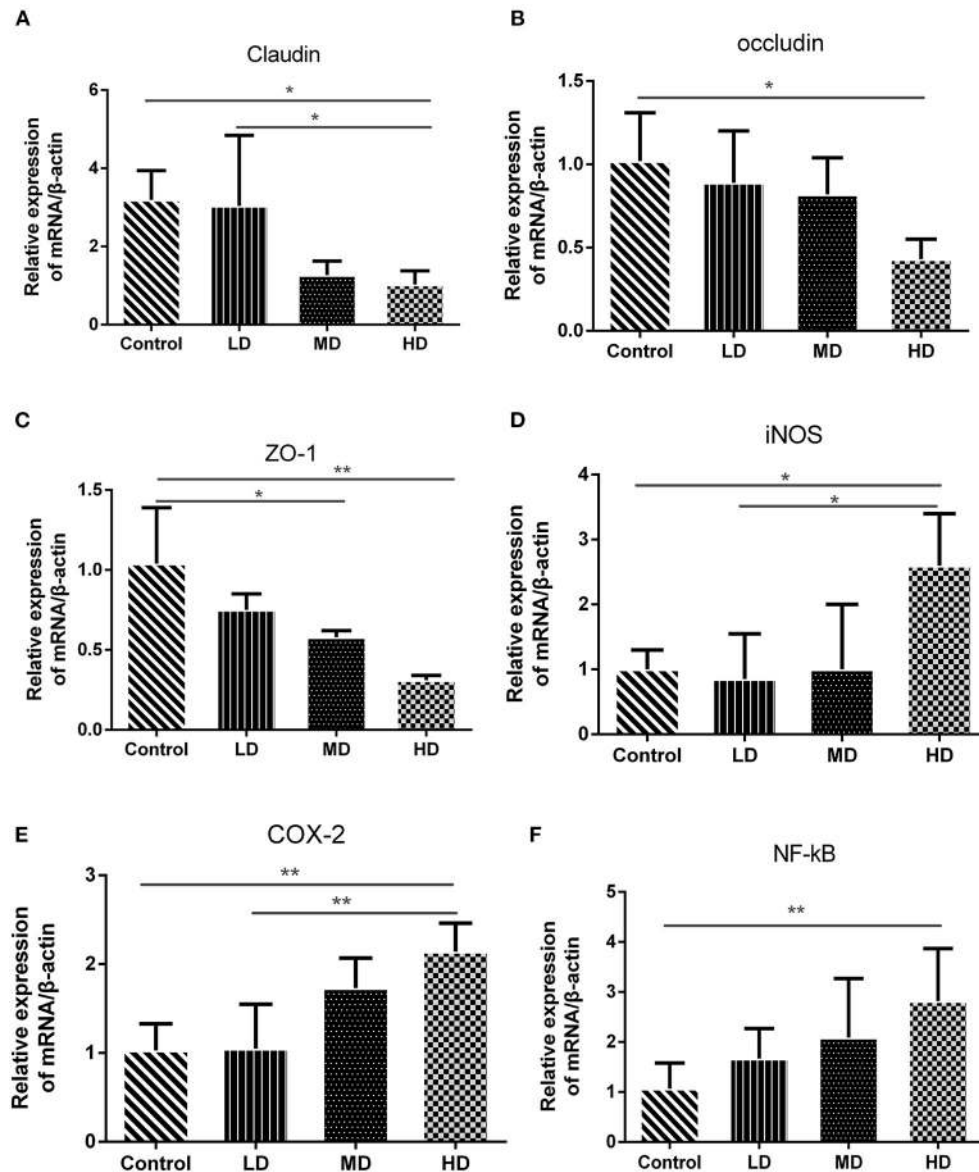 A
Claudin
Relative expression
of mRNA/β-actin
6
4
2
0
*
*
Control LD MD HD
B
occludin
Relative expression
of mRNA/β-actin
1.5
1.0
0.5
0.0
*
Control LD MD HD
C
ZO-1
Relative expression
of mRNA/β-actin
1.5
1.0
0.5
0.0
**
*
Control LD MD HD
D
iNOS
Relative expression
of mRNA/β-actin
4
3
2
1
0
*
*
Control LD MD HD
E
COX-2
Relative expression
of mRNA/β-actin
3
2
1
0
**
**
Control LD MD HD
F
NF-kB
Relative expression
of mRNA/β-actin
5
4
3
2
1
0
**
Control LD MD HD